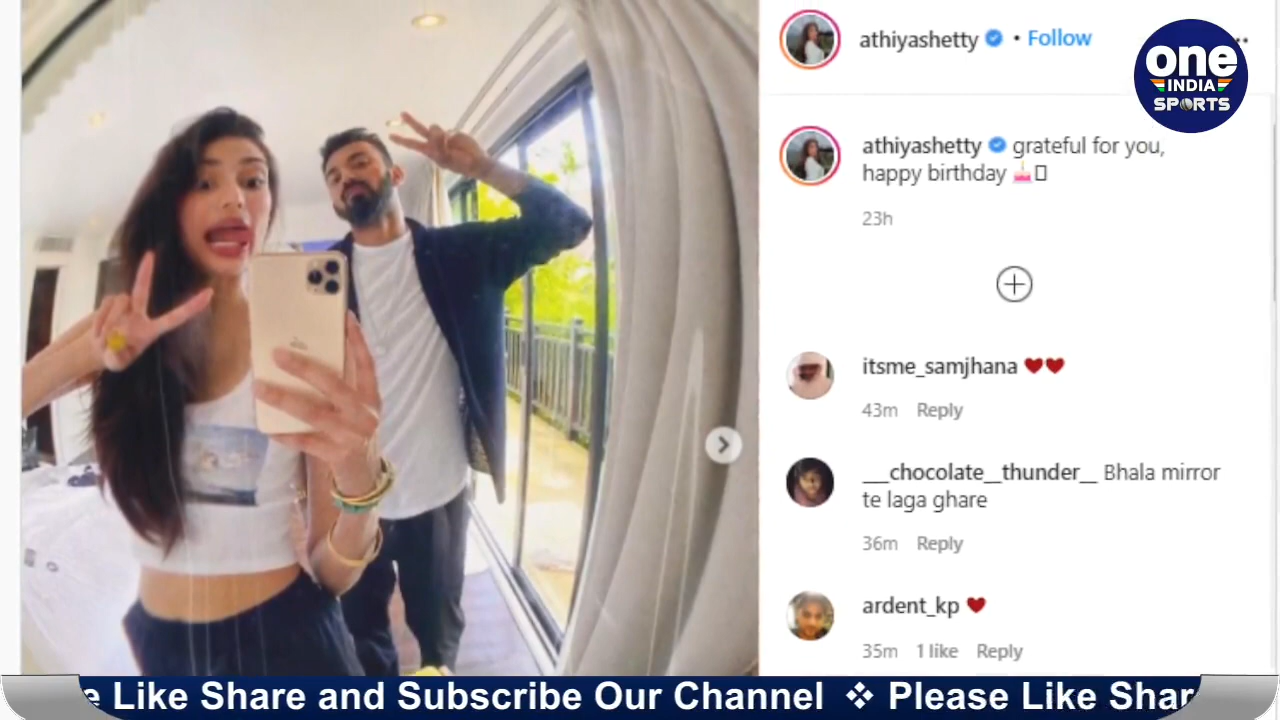 athiyashetty • Follow
one
INDIA
SPORTS
athiyashetty grateful for you,
happy birthday 🎂
23h
itsme_samjhana ❤❤
43m Reply
___chocolate__thunder__ Bhala mirror
te laga ghare
36m Reply
ardent_kp ❤
35m 1 like Reply
e Like Share and Subscribe Our Channel ❖ Please Like Shar